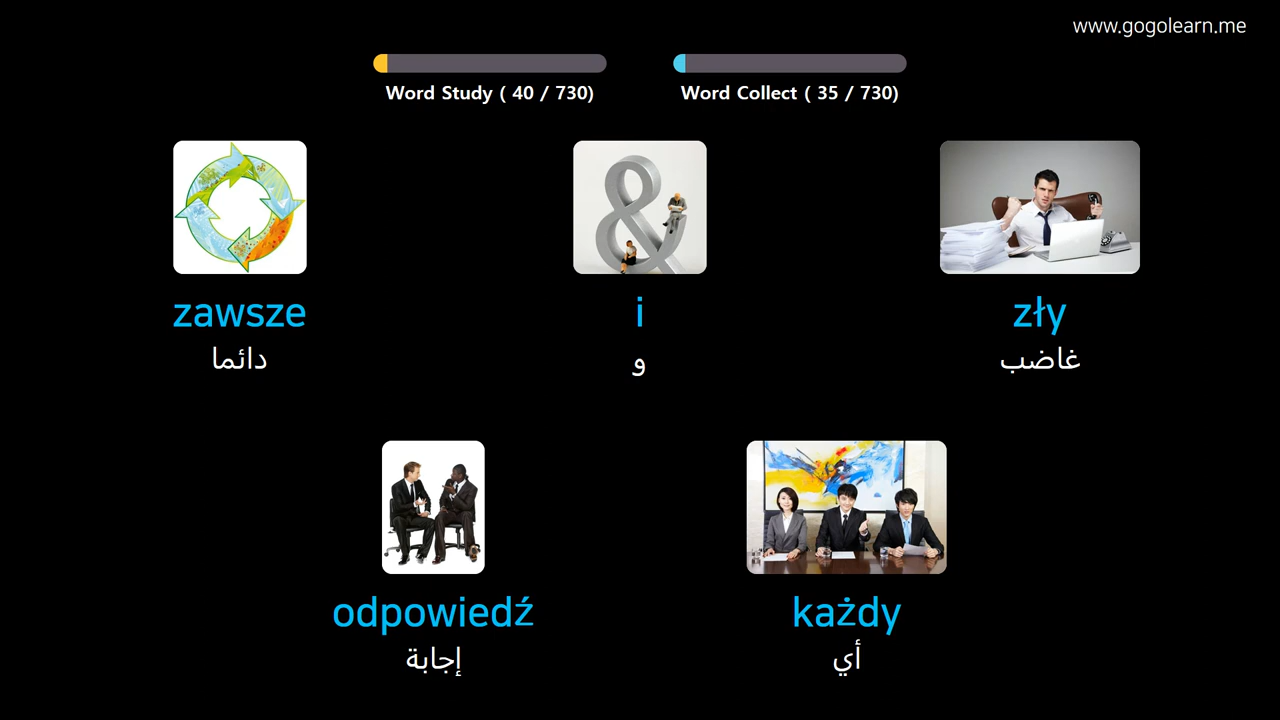 www.gogolearn.me
Word Study ( 40 / 730)
Word Collect ( 35 / 730)
zawsze
دائما
i
و
zły
غاضب
odpowiedź
إجابة
każdy
أي